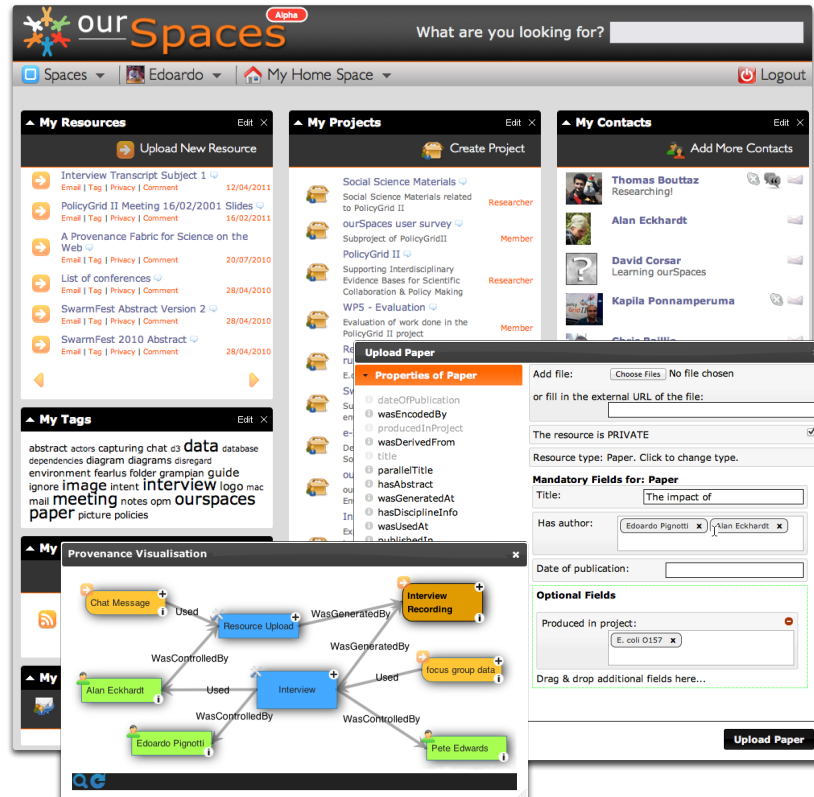 our Spaces
Alpha
What are you looking for?
Spaces
Edoardo
My Home Space
Logout
My Resources
Edit ×
Upload New Resource
Interview Transcript Subject 1
Email | Tag | Privacy | Comment 12/04/2011
PolicyGrid II Meeting 16/02/2001 Slides
Email | Tag | Privacy | Comment 16/02/2011
A Provenance Fabric for Science on the
Web
Email | Tag | Privacy | Comment 20/07/2010
List of conferences
Email | Tag | Privacy | Comment 28/04/2010
SwarmFest Abstract Version 2
Email | Tag | Privacy | Comment 28/04/2010
SwarmFest 2010 Abstract
Email | Tag | Privacy | Comment 28/04/2010
My Tags
Edit ×
abstract actors capturing chat d3 data database
dependencies diagram diagrams disregard
environment fearlus folder grampian guide
ignore image intent interview logo mac
mail meeting notes opm ourspaces
paper picture policies
My
My
My Projects
Edit ×
Create Project
Social Science Materials
Social Science Materials related
to PolicyGrid II
Researcher
ourSpaces user survey
Subproject of PolicyGridII
Member
PolicyGrid II
Supporting Interdisciplinary
Evidence Bases for Scientific
Collaboration & Policy Making
Researcher
WP5 - Evaluation
Evaluation of work done in the
PolicyGrid II project
Member
My Contacts
Edit ×
Add More Contacts
Thomas Bouttaz
Researching!
Alan Eckhardt
David Corsar
Learning ourSpaces
Kapila Ponnamperuma
Upload Paper
Properties of Paper
dateOfPublication
wasEncodedBy
producedInProject
wasDerivedFrom
title
parallelTitle
hasAbstract
wasGeneratedAt
hasDisciplineInfo
wasUsedAt
publishedIn
Add file:
Choose Files No file chosen
or fill in the external URL of the file:
The resource is PRIVATE
Resource type: Paper. Click to change type.
Mandatory Fields for: Paper
Title:
The impact of
Has author:
Edoardo Pignotti x
Alan Eckhardt x
Date of publication:
Optional Fields
Produced in project:
E. coli O157 x
Drag & drop additional fields here...
Upload Paper
Provenance Visualisation
×
Chat Message
Used
Resource Upload
WasGeneratedBy
Interview
Recording
WasGeneratedBy
WasControlledBy
focus group data
Alan Eckhardt
Used
Interview
Used
WasControlledBy
WasControlledBy
Edoardo Pignotti
Pete Edwards